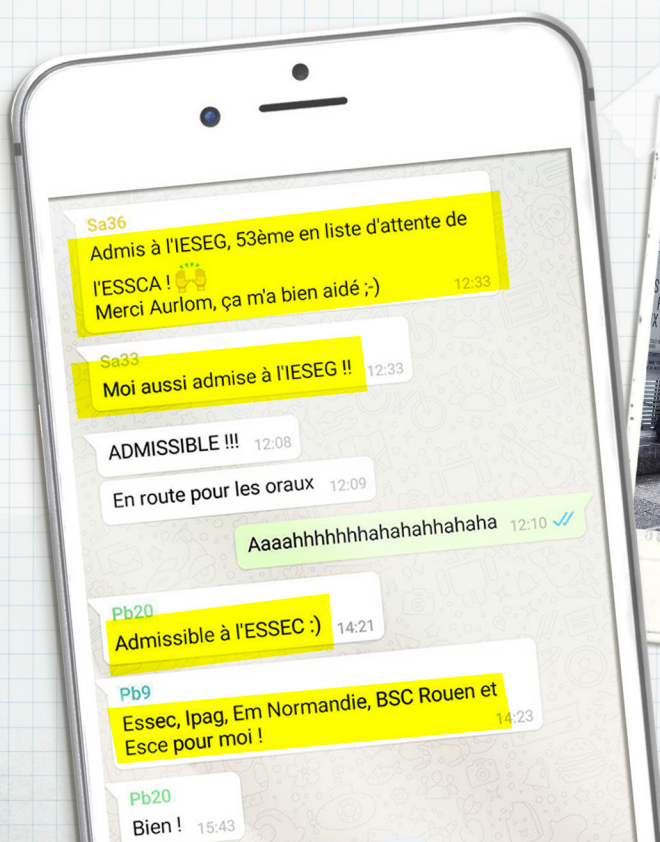 Sa36
Admis à l'IESEG, 53ème en liste d'attente de
l'ESSCA ! 🙌
Merci Aurlom, ça m'a bien aidé ;-)
12:33
Sa33
Moi aussi admise à l'IESEG !!
12:33
ADMISSIBLE !!! 12:08
En route pour les oraux 12:09
Aaaahhhhhhhahahahhahaha 12:10
Pb20
Admissible à l'ESSEC :) 14:21
Pb9
Essec, Ipag, Em Normandie, BSC Rouen et
Esce pour moi !
14:23
Pb20
Bien ! 15:43